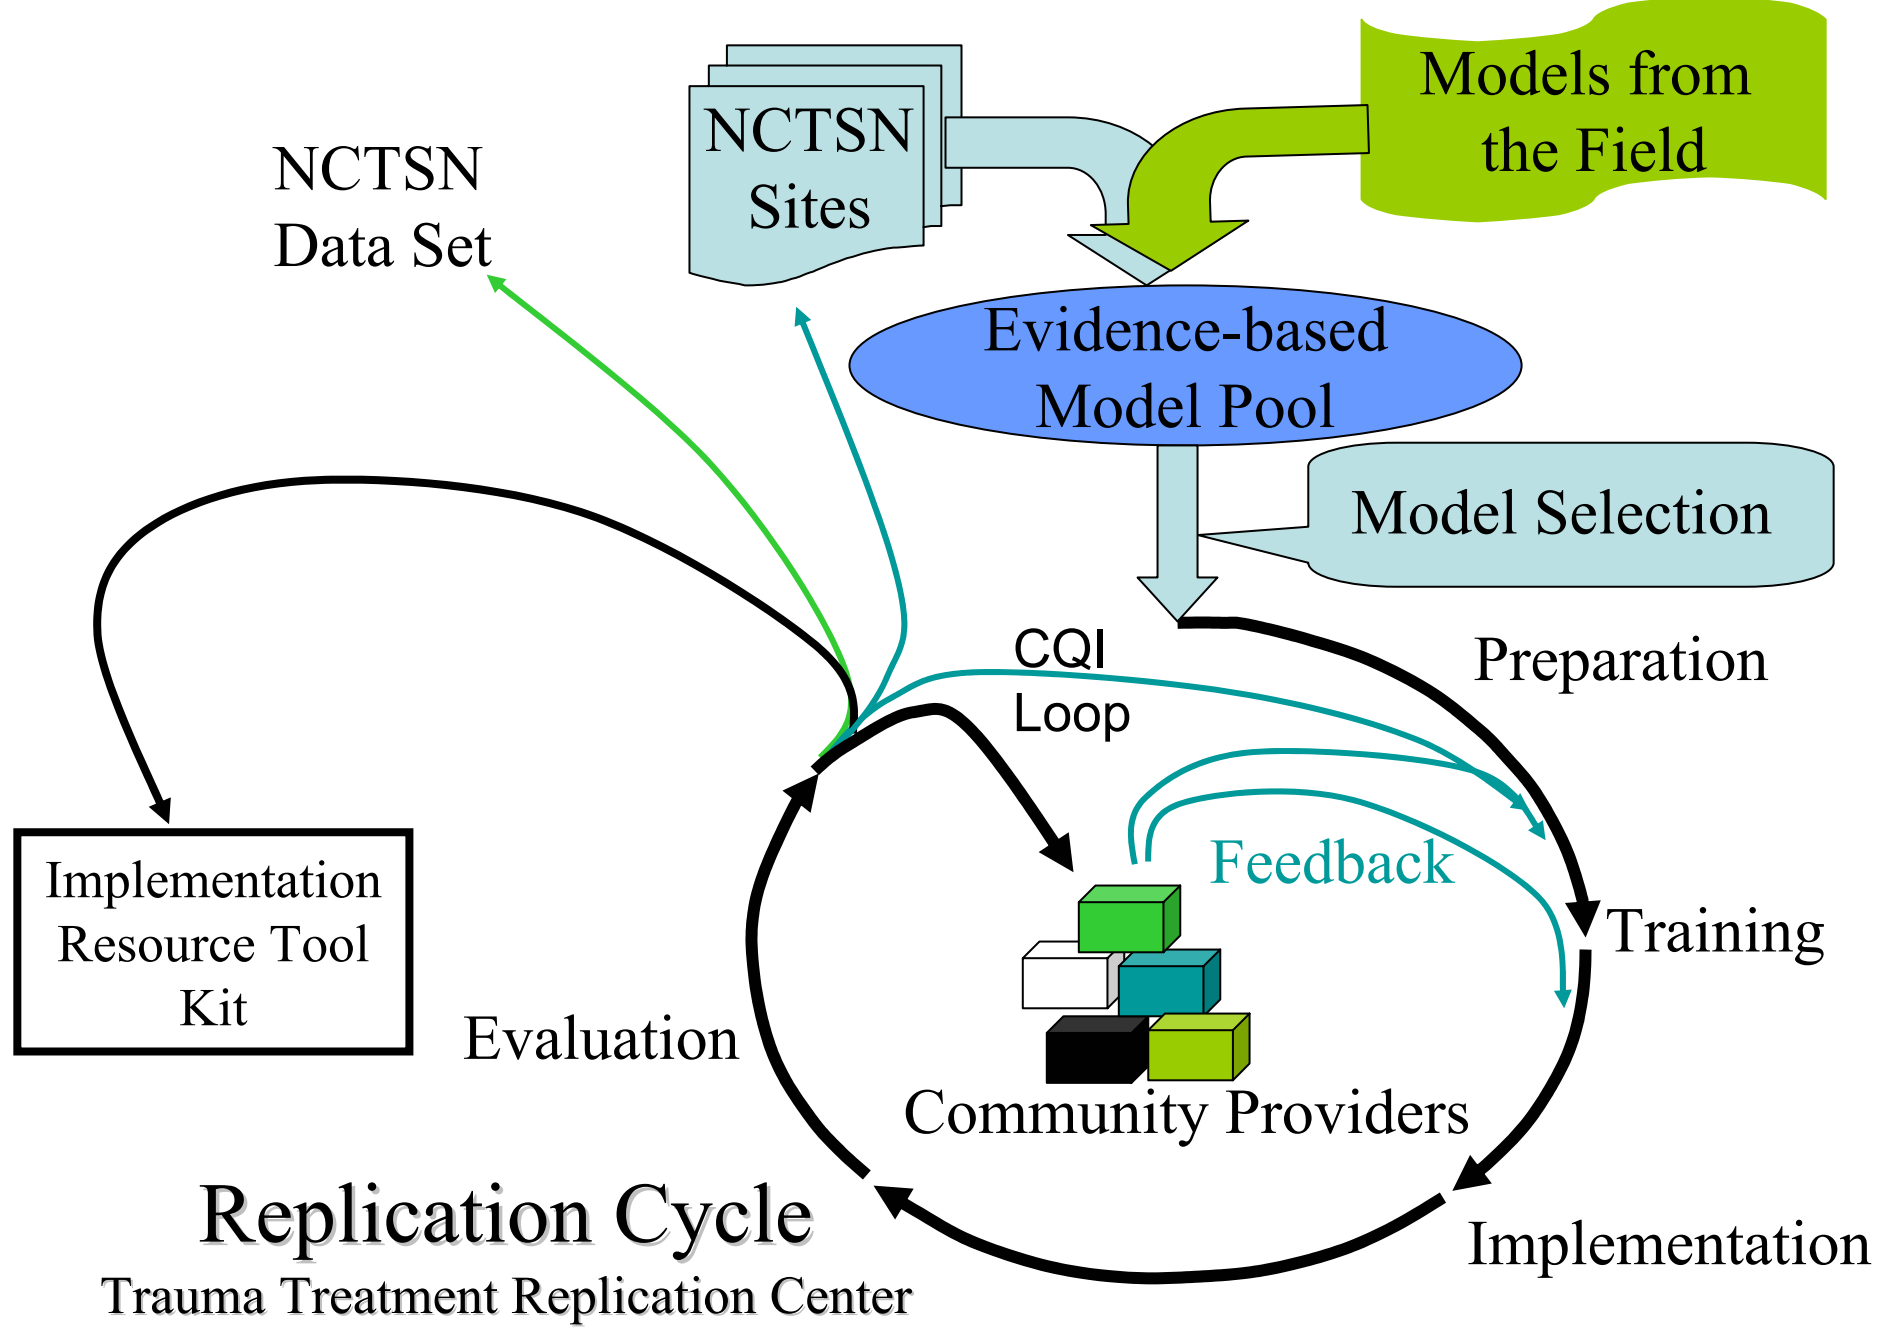 Models from
the Field
NCTSN
Sites
NCTSN
Data Set
Evidence-based
Model Pool
Model Selection
CQI
Loop
Preparation
Feedback
Training
Implementation
Resource Tool
Kit
Evaluation
Community Providers
Implementation
Replication Cycle
Trauma Treatment Replication Center